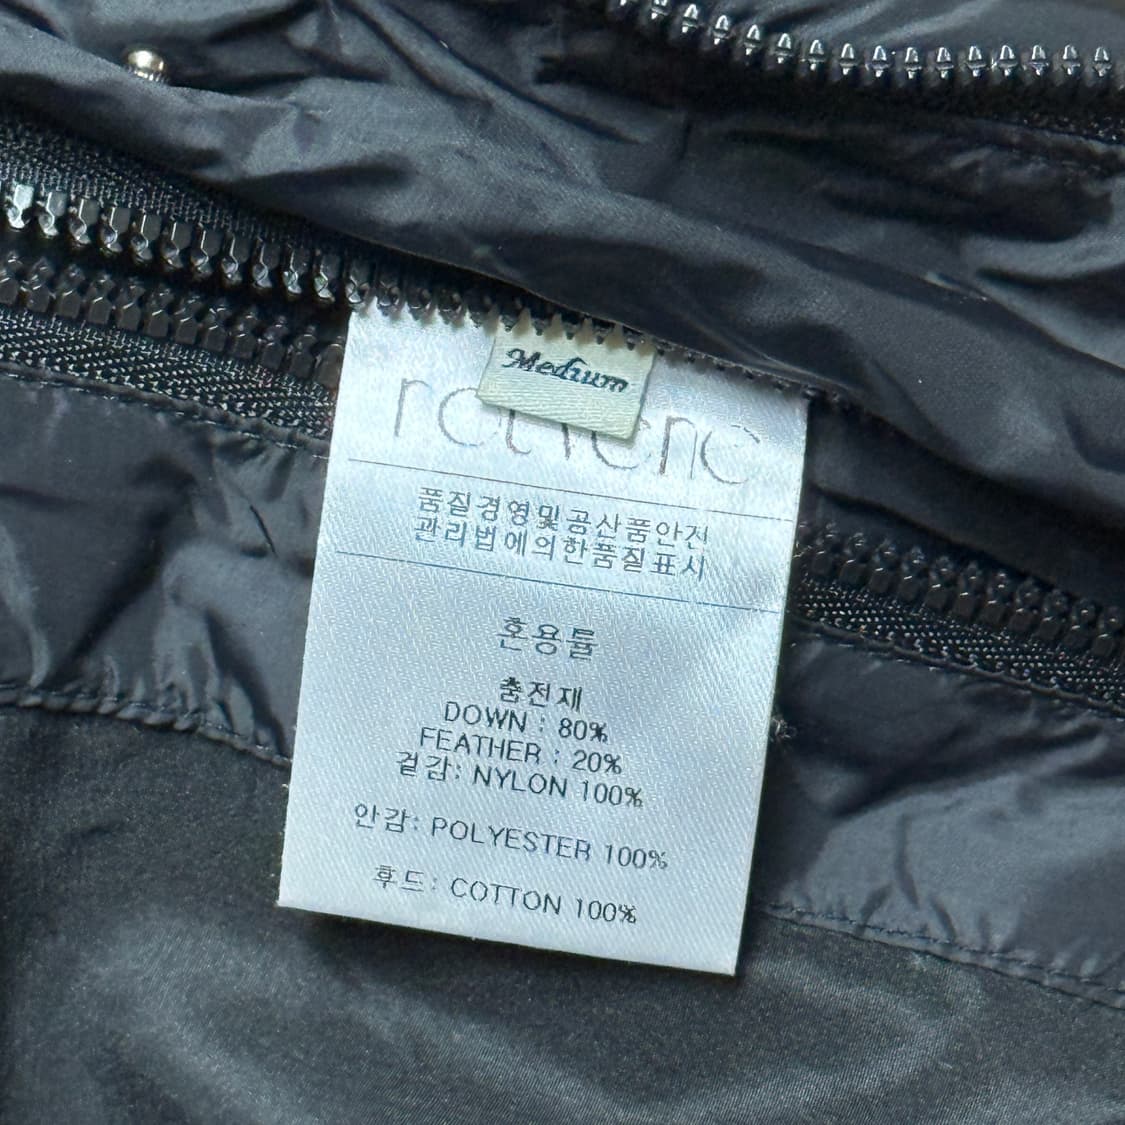 Medium
품질경영및공산품안전
관리법에의한품질표시
혼용률
충전재
DOWN : 80%
FEATHER : 20%
겉감: NYLON 100%
안감: POLYESTER 100%
후드: COTTON 100%